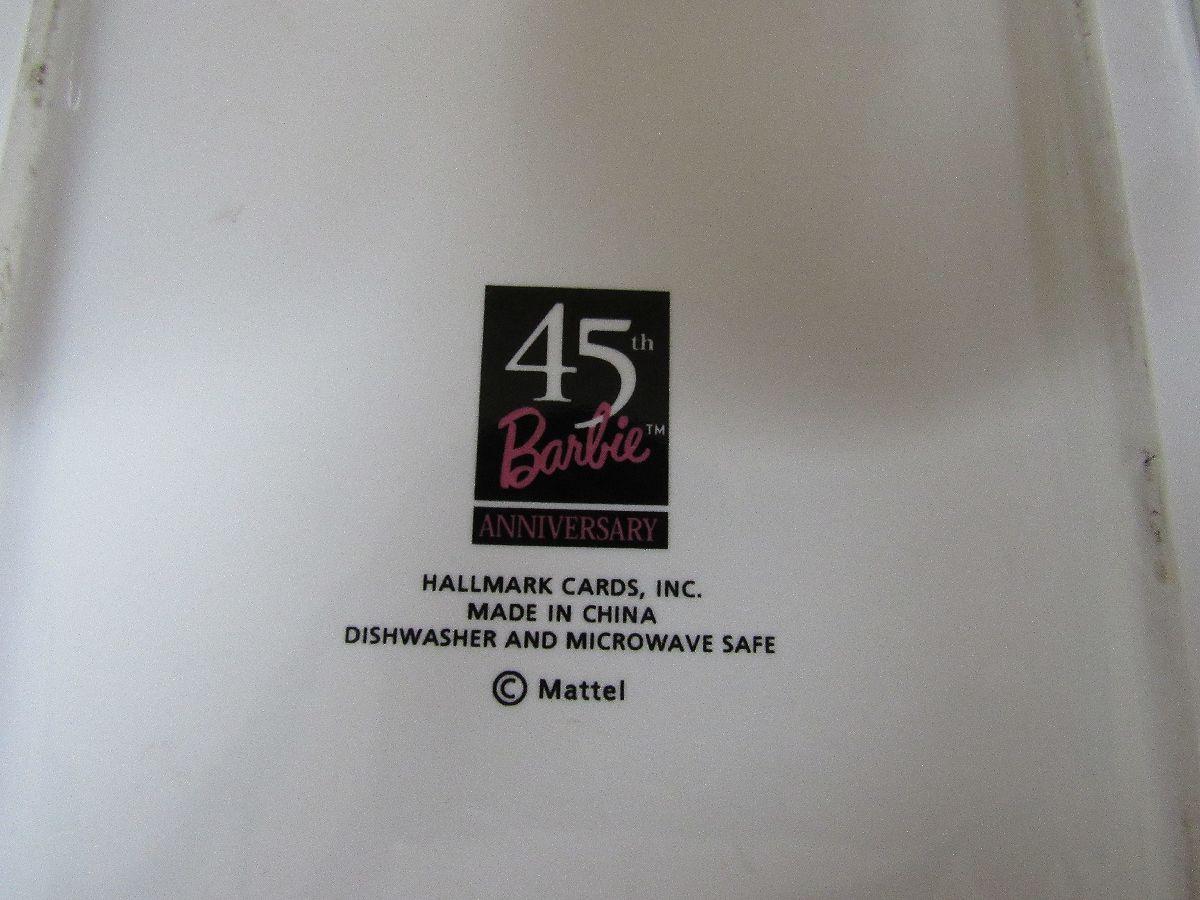 45th
Barbie™
ANNIVERSARY
HALLMARK CARDS, INC.
MADE IN CHINA
DISHWASHER AND MICROWAVE SAFE
© Mattel